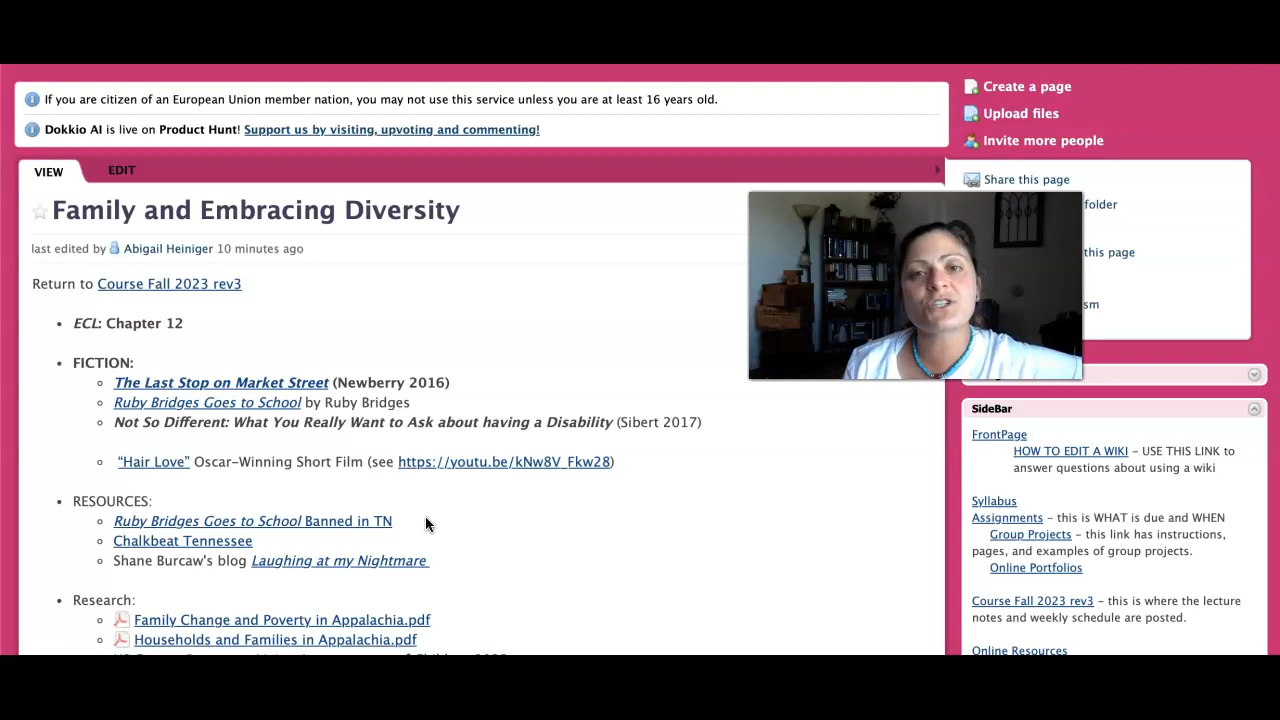 If you are citizen of an European Union member nation, you may not use this service unless you are at least 16 years old.
Dokkio AI is live on Product Hunt! Support us by visiting, upvoting and commenting!
VIEW
EDIT
Family and Embracing Diversity
last edited by Abigail Heiniger 10 minutes ago
Return to Course Fall 2023 rev3
• ECL: Chapter 12
• FICTION:
The Last Stop on Market Street (Newberry 2016)
Ruby Bridges Goes to School by Ruby Bridges
Not So Different: What You Really Want to Ask about having a Disability (Sibert 2017)
“Hair Love” Oscar-Winning Short Film (see https://youtu.be/kNw8V_Fkw28)
• RESOURCES:
Ruby Bridges Goes to School Banned in TN
Chalkbeat Tennessee
Shane Burcaw's blog Laughing at my Nightmare
• Research:
Family Change and Poverty in Appalachia.pdf
Households and Families in Appalachia.pdf
Create a page
Upload files
Invite more people
Share this page
folder
this page
sm
SideBar
FrontPage
HOW TO EDIT A WIKI - USE THIS LINK to
answer questions about using a wiki
Syllabus
Assignments - this is WHAT is due and WHEN
Group Projects - this link has instructions,
pages, and examples of group projects.
Online Portfolios
Course Fall 2023 rev3 - this is where the lecture
notes and weekly schedule are posted.
Online Resources